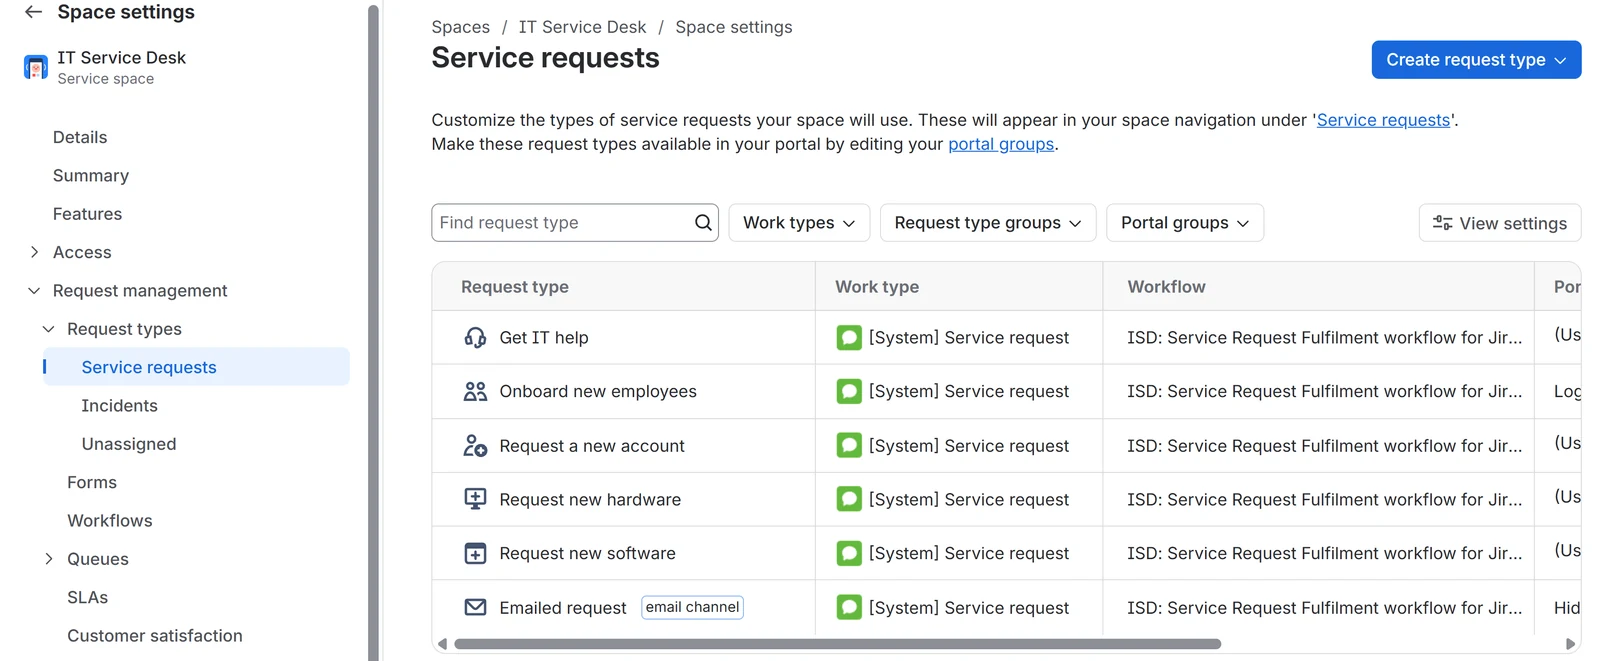 Space settings
IT Service Desk
Service space
Details
Summary
Features
Access
Request management
Request types
Service requests
Incidents
Unassigned
Forms
Workflows
Queues
SLAs
Customer satisfaction
Spaces / IT Service Desk / Space settings
Service requests
Create request type
Customize the types of service requests your space will use. These will appear in your space navigation under 'Service requests'.
Make these request types available in your portal by editing your portal groups.
Find request type
Work types
Request type groups
Portal groups
View settings
Request type Work type Workflow Por
Get IT help [System] Service request ISD: Service Request Fulfilment workflow for Jir... (Us
Onboard new employees [System] Service request ISD: Service Request Fulfilment workflow for Jir... Log
Request a new account [System] Service request ISD: Service Request Fulfilment workflow for Jir... (Us
Request new hardware [System] Service request ISD: Service Request Fulfilment workflow for Jir... (Us
Request new software [System] Service request ISD: Service Request Fulfilment workflow for Jir... (Us
Emailed request email channel [System] Service request ISD: Service Request Fulfilment workflow for Jir... Hid